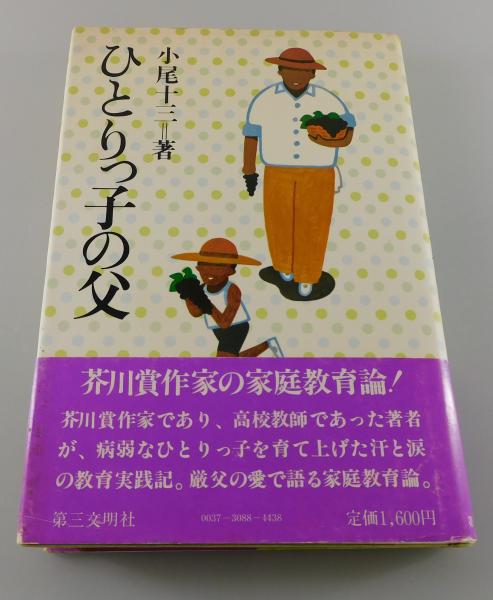 ひとりっ子の父
小尾十三=著
芥川賞作家の家庭教育論!
芥川賞作家であり、高校教師であった著者
が、病弱なひとりっ子を育て上げた汗と涙
の教育実践記。厳父の愛で語る家庭教育論。
第三文明社
0037-3088-4438
定価1,600円